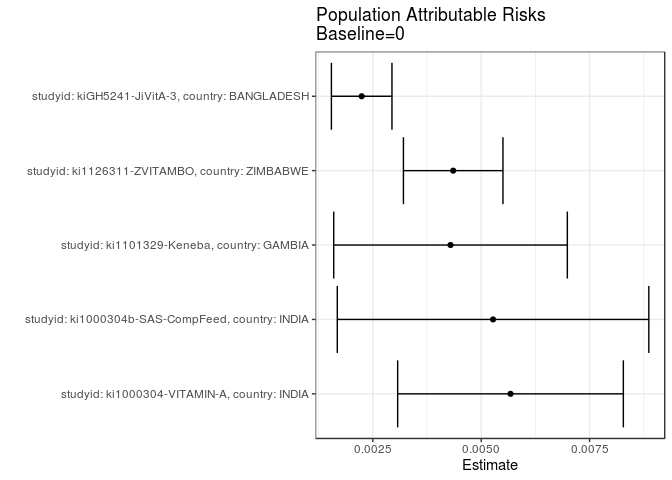 Population Attributable Risks
Baseline=0
studyid: kiGH5241-JiVitA-3, country: BANGLADESH
studyid: ki1126311-ZVITAMBO, country: ZIMBABWE
studyid: ki1101329-Keneba, country: GAMBIA
studyid: ki1000304b-SAS-CompFeed, country: INDIA
studyid: ki1000304-VITAMIN-A, country: INDIA
0.0025 0.0050 0.0075
Estimate